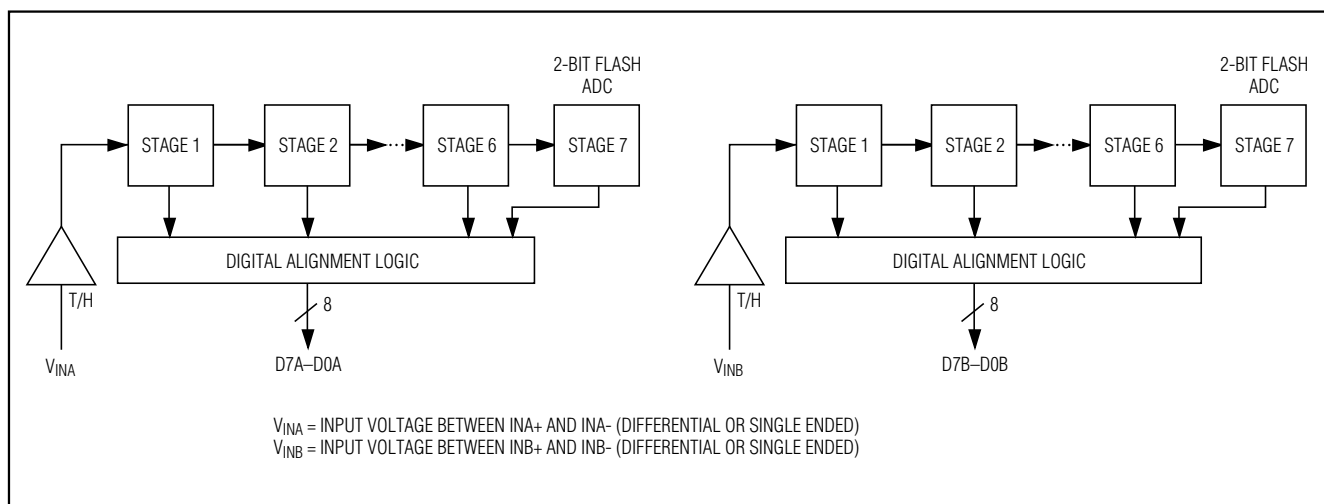 2-BIT FLASH
ADC
STAGE 1
STAGE 2
STAGE 6
STAGE 7
DIGITAL ALIGNMENT LOGIC
T/H
8
VINA
D7A–D0A
2-BIT FLASH
ADC
STAGE 1
STAGE 2
STAGE 6
STAGE 7
DIGITAL ALIGNMENT LOGIC
T/H
8
VINB
D7B–D0B
VINA = INPUT VOLTAGE BETWEEN INA+ AND INA- (DIFFERENTIAL OR SINGLE ENDED)
VINB = INPUT VOLTAGE BETWEEN INB+ AND INB- (DIFFERENTIAL OR SINGLE ENDED)